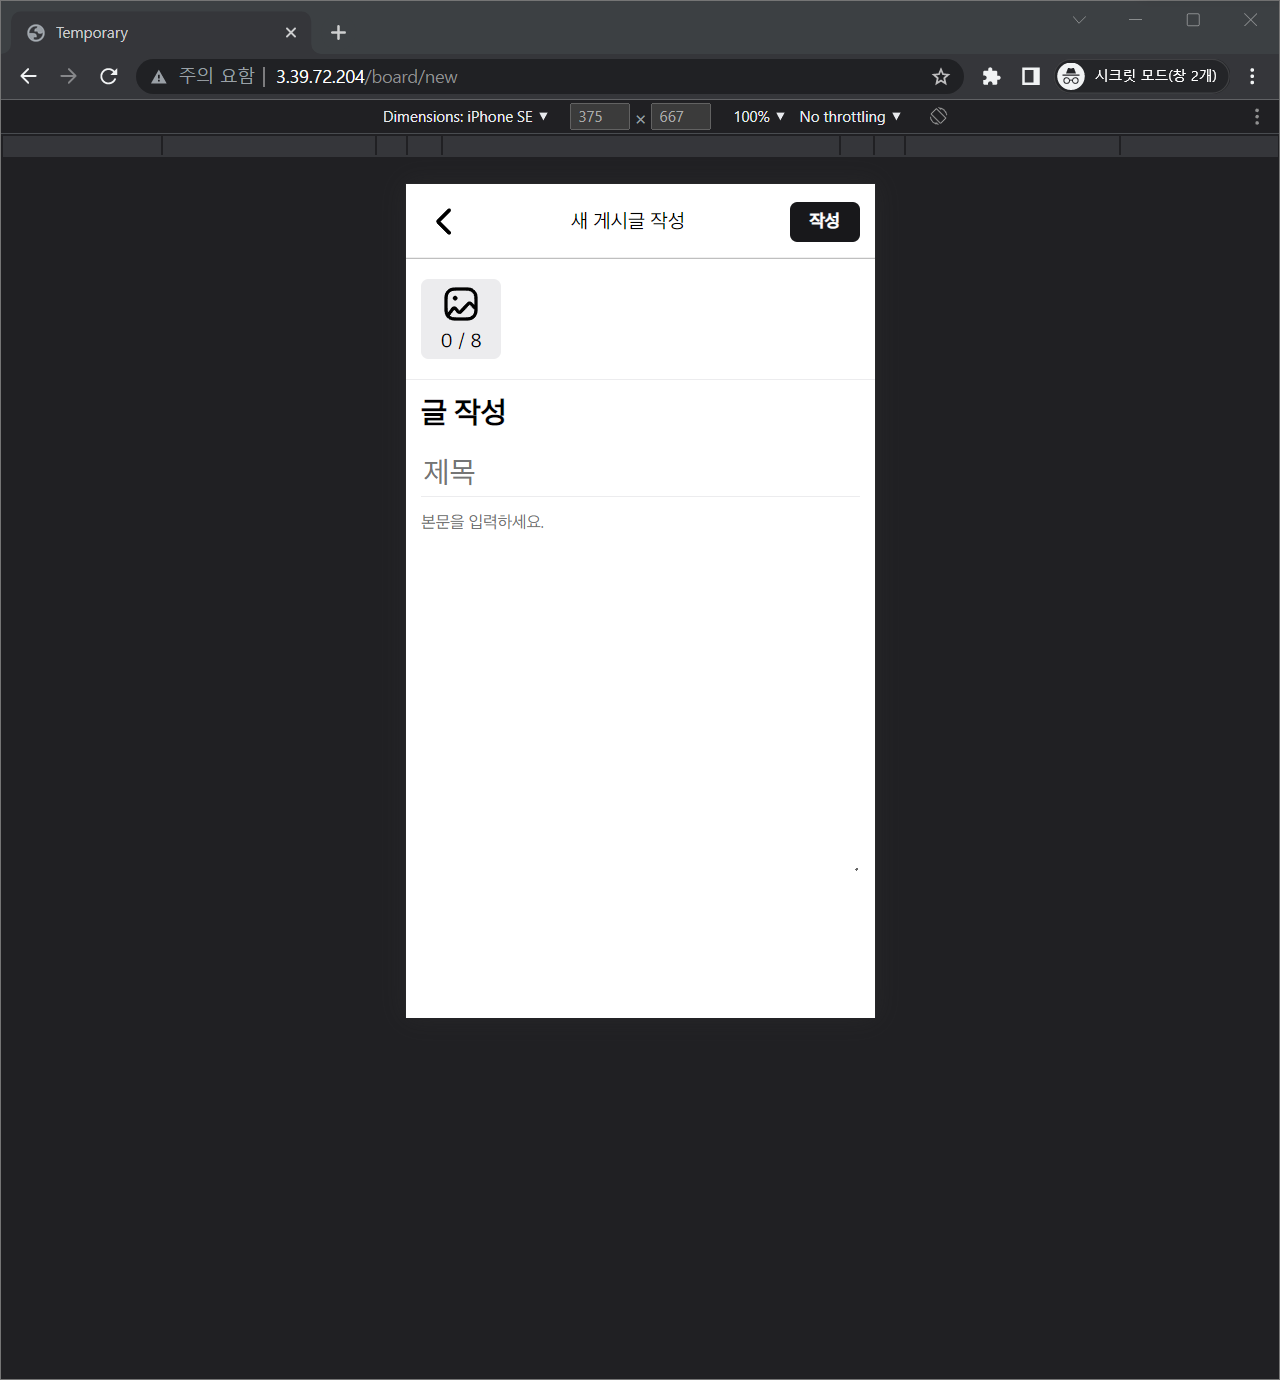 Temporary
주의 요함 | 3.39.72.204/board/new
시크릿 모드(창 2개)
Dimensions: iPhone SE ▼ 375 × 667 100% ▼ No throttling ▼
새 게시글 작성
작성
0 / 8
글 작성
제목
본문을 입력하세요.